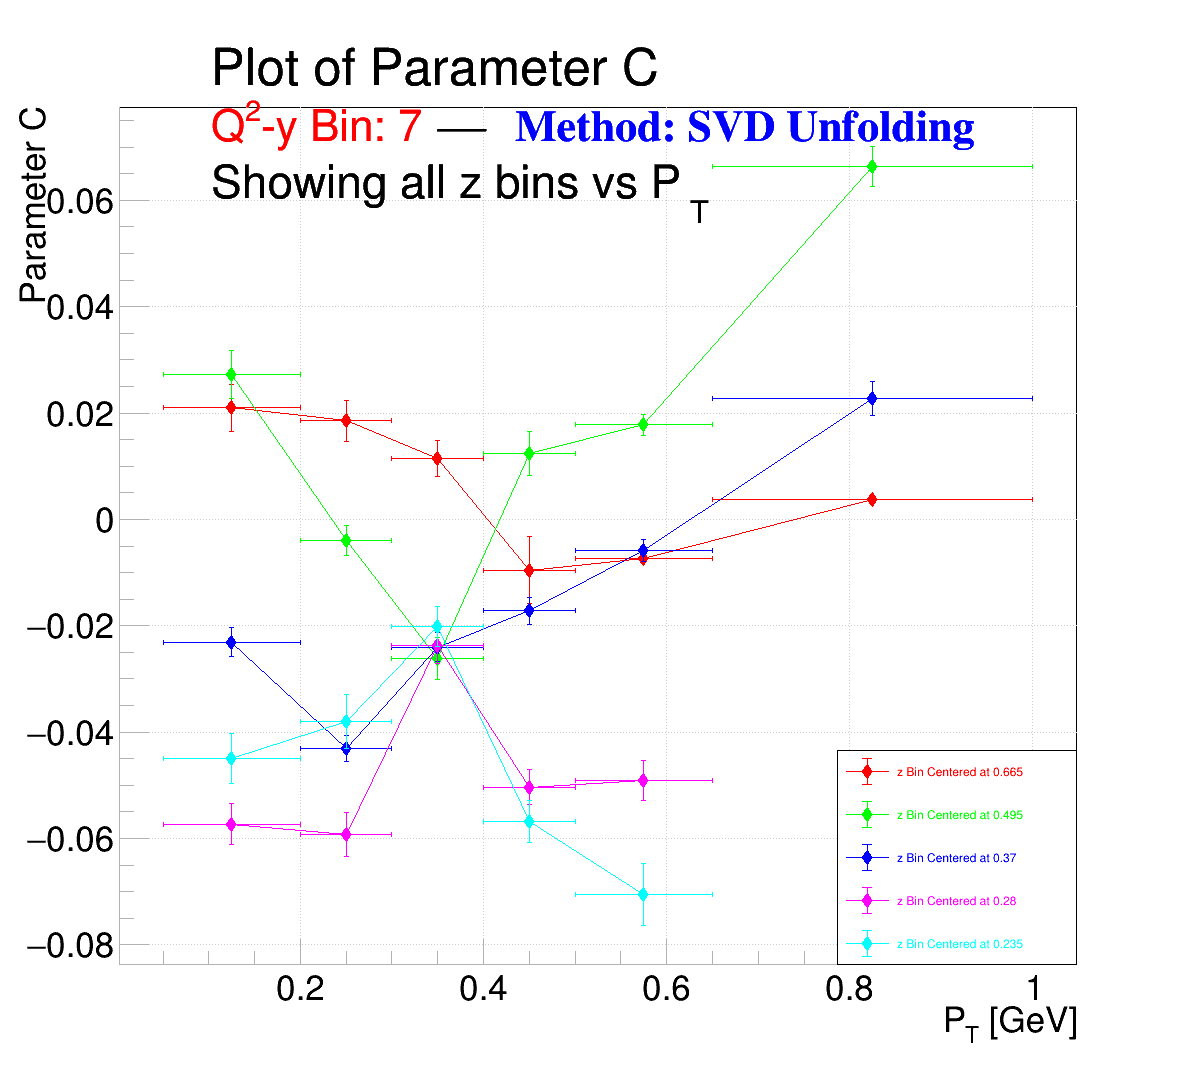 Plot of Parameter C
Q²-y Bin: 7 — Method: SVD Unfolding
Showing all z bins vs P_T
Parameter C
0.06
0.04
0.02
0
−0.02
−0.04
−0.06
−0.08
z Bin Centered at 0.665
z Bin Centered at 0.495
z Bin Centered at 0.37
z Bin Centered at 0.28
z Bin Centered at 0.235
0.2 0.4 0.6 0.8 1
P_T [GeV]